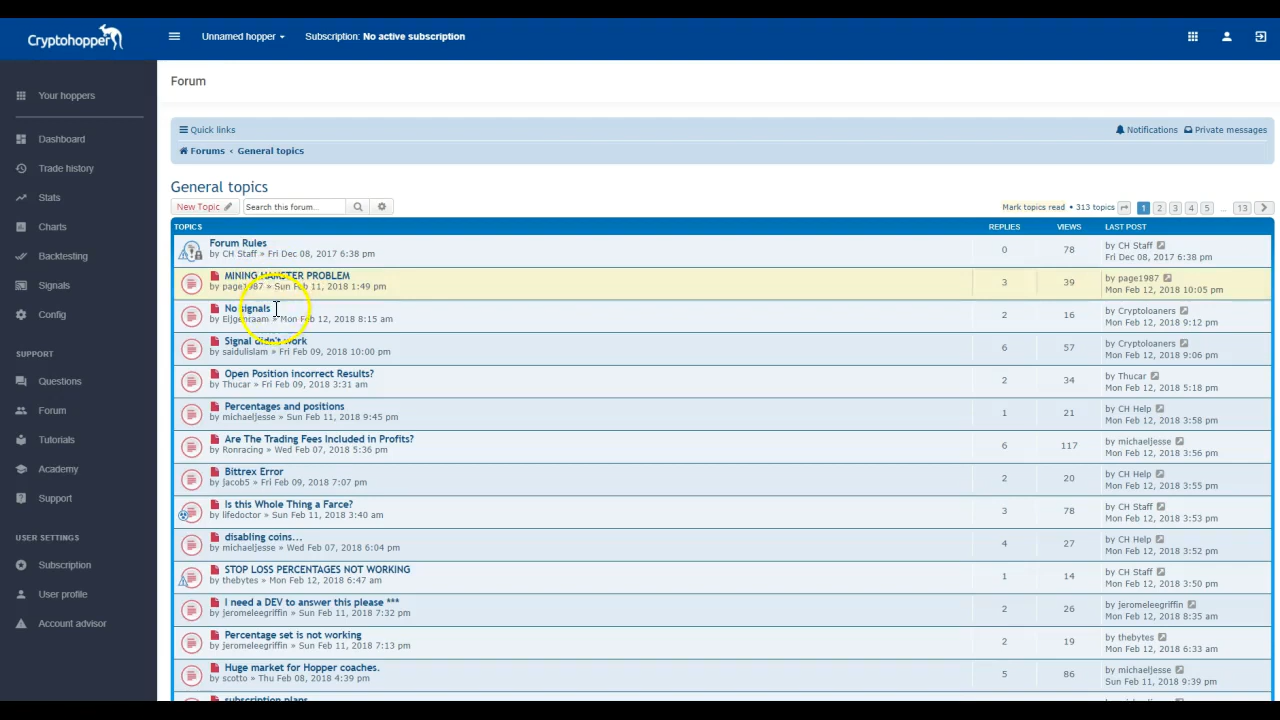 Cryptohopper
Unnamed hopper
Subscription: No active subscription
Your hoppers
Dashboard
Trade history
Stats
Charts
Backtesting
Signals
Config
SUPPORT
Questions
Forum
Tutorials
Academy
Support
USER SETTINGS
Subscription
User profile
Account advisor
Forum
Quick links
Notifications Private messages
Forums ‹ General topics
General topics
New Topic Search this forum... Mark topics read • 313 topics 1 2 3 4 5 … 13
TOPICS REPLIES VIEWS LAST POST
Forum Rules 0 78 by CH Staff
by CH Staff » Fri Dec 08, 2017 6:38 pm Fri Dec 08, 2017 6:38 pm
MINING HAMSTER PROBLEM 3 39 by page1987
by page1987 » Sun Feb 11, 2018 1:49 pm Mon Feb 12, 2018 10:05 pm
No signals 2 16 by Cryptoloaners
by Eijgenraam » Mon Feb 12, 2018 8:15 am Mon Feb 12, 2018 9:12 pm
Signal didn't work 6 57 by Cryptoloaners
by saidulislam » Fri Feb 09, 2018 10:00 pm Mon Feb 12, 2018 9:06 pm
Open Position incorrect Results? 2 34 by Thucar
by Thucar » Fri Feb 09, 2018 3:31 am Mon Feb 12, 2018 5:18 pm
Percentages and positions 1 21 by CH Help
by michaeljesse » Sun Feb 11, 2018 9:45 pm Mon Feb 12, 2018 3:58 pm
Are The Trading Fees Included in Profits? 6 117 by michaeljesse
by Ronracing » Wed Feb 07, 2018 5:36 pm Mon Feb 12, 2018 3:56 pm
Bittrex Error 2 20 by CH Help
by jacob5 » Fri Feb 09, 2018 7:07 pm Mon Feb 12, 2018 3:55 pm
Is this Whole Thing a Farce? 3 78 by CH Staff
by lifedoctor » Sun Feb 11, 2018 3:40 am Mon Feb 12, 2018 3:53 pm
disabling coins... 4 27 by CH Help
by michaeljesse » Wed Feb 07, 2018 6:04 pm Mon Feb 12, 2018 3:52 pm
STOP LOSS PERCENTAGES NOT WORKING 1 14 by CH Staff
by thebytes » Mon Feb 12, 2018 6:47 am Mon Feb 12, 2018 3:50 pm
I need a DEV to answer this please *** 2 26 by jeromeleegriffin
by jeromeleegriffin » Sun Feb 11, 2018 7:32 pm Mon Feb 12, 2018 8:35 am
Percentage set is not working 2 19 by thebytes
by jeromeleegriffin » Sun Feb 11, 2018 7:13 pm Mon Feb 12, 2018 6:33 am
Huge market for Hopper coaches. 5 86 by michaeljesse
by scotto » Thu Feb 08, 2018 4:39 pm Sun Feb 11, 2018 9:39 pm
subscription plans